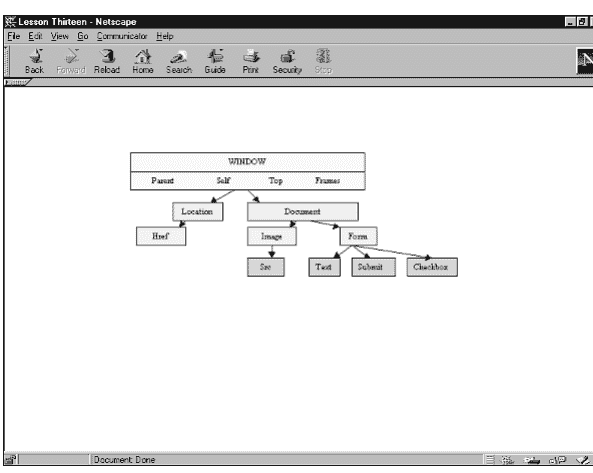 Lesson Thirteen - Netscape
File Edit View Go Communicator Help
Back Forward Reload Home Search Guide Print Security Stop
N
WINDOW
Parent Self Top Frames
Location Document
Href Image Form
Src Text Submit Checkbox
Document: Done